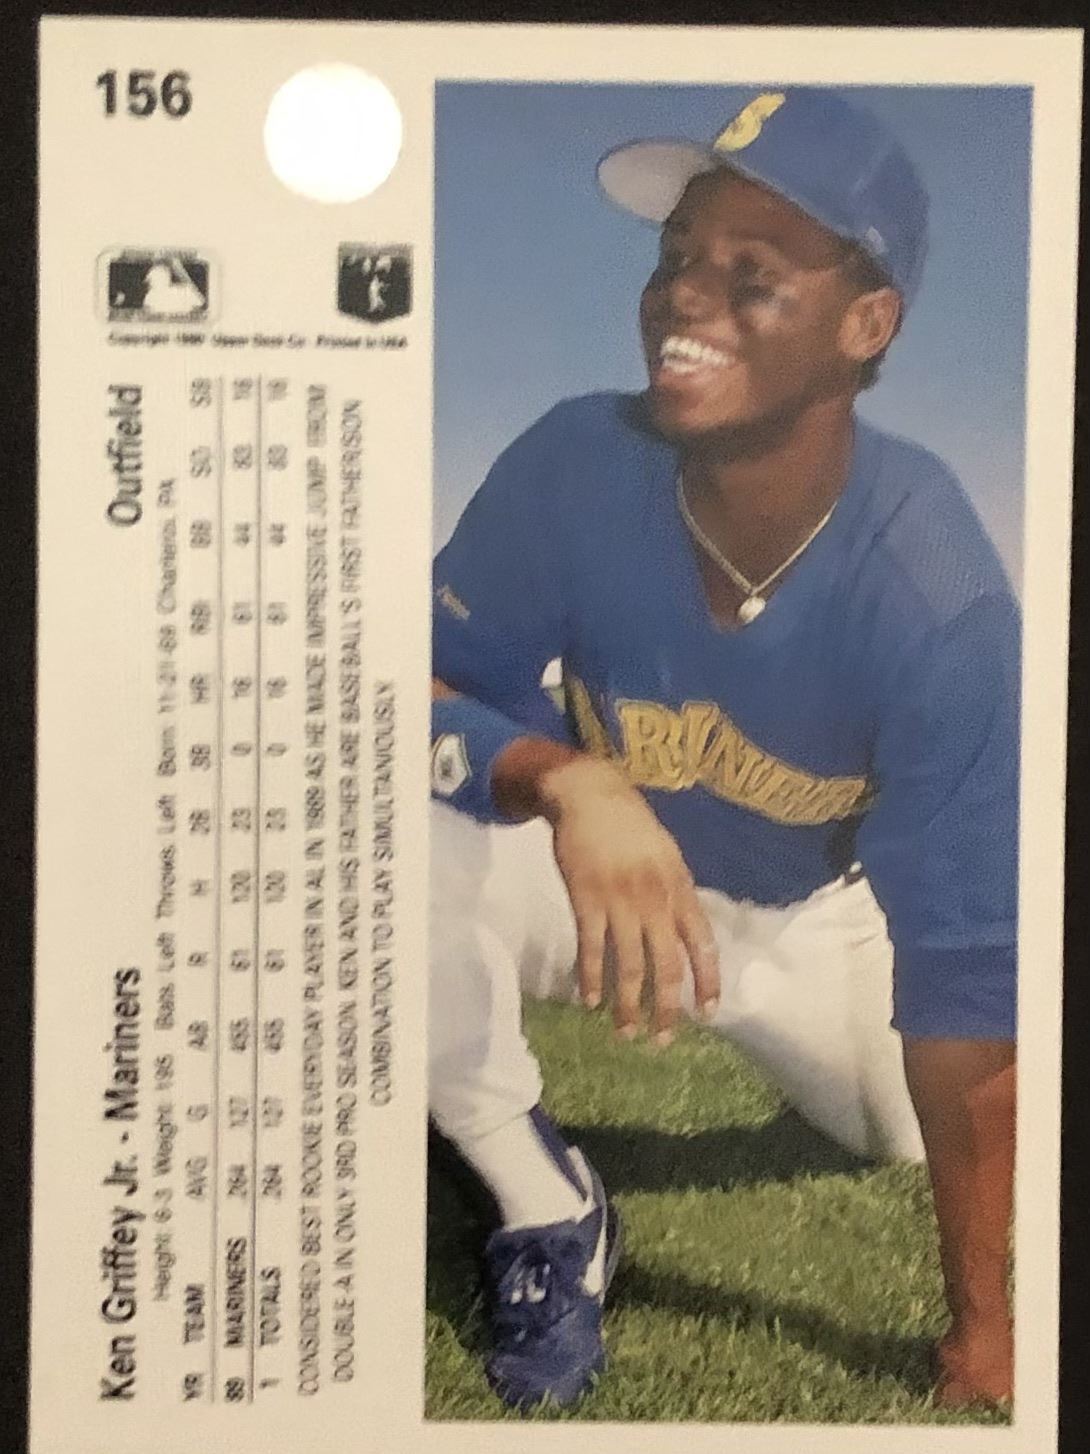 156
Copyright 1990 Upper Deck Co. Printed in USA
Ken Griffey Jr. - Mariners Outfield
Height: 6-3 Weight: 195 Bats: Left Throws: Left Born: 11-21-69 Charleroi, PA
YR TEAM AVG G AB R H 2B 3B HR RBI BB SO SB
89 MARINERS .264 127 455 61 120 23 0 16 61 44 83 16
1 TOTALS .264 127 455 61 120 23 0 16 61 44 83 16
CONSIDERED BEST ROOKIE EVERYDAY PLAYER IN AL IN 1989 AS HE MADE IMPRESSIVE JUMP FROM
DOUBLE-A IN ONLY 3RD PRO SEASON. KEN AND HIS FATHER ARE BASEBALL'S FIRST FATHER/SON
COMBINATION TO PLAY SIMULTANIOUSLY.
S
MARINERS